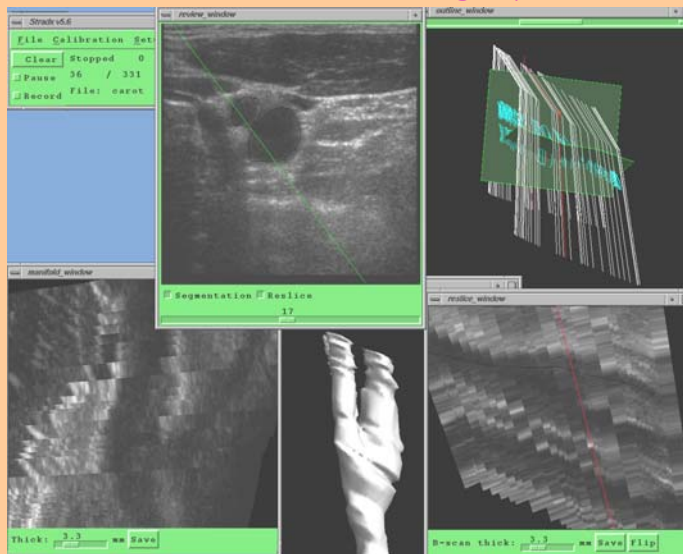 Stradx v5.6
File Calibration Set
Clear Stopped 0
Pause 36 / 331
Record File: carot
review_window
Segmentation Reslice
17
outline_window
manifold_window
Thick: 3.3 mm Save
reslice_window
B-scan thick: 3.3 mm Save Flip